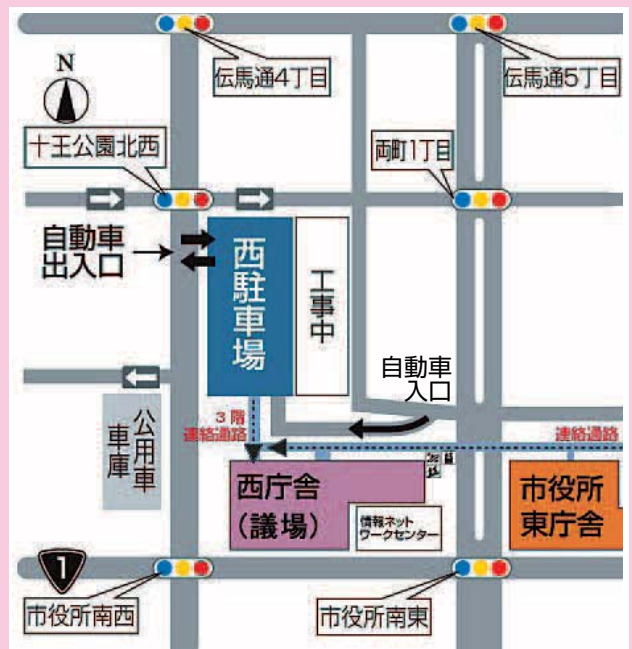 伝馬通4丁目
伝馬通5丁目
N
十王公園北西
両町1丁目
自動車
出入口
西駐車場
工事中
自動車
入口
公用車
車庫
3階
連絡通路
連絡通路
西庁舎
(議場)
情報ネット
ワークセンター
市役所
東庁舎
1
市役所南西
市役所南東